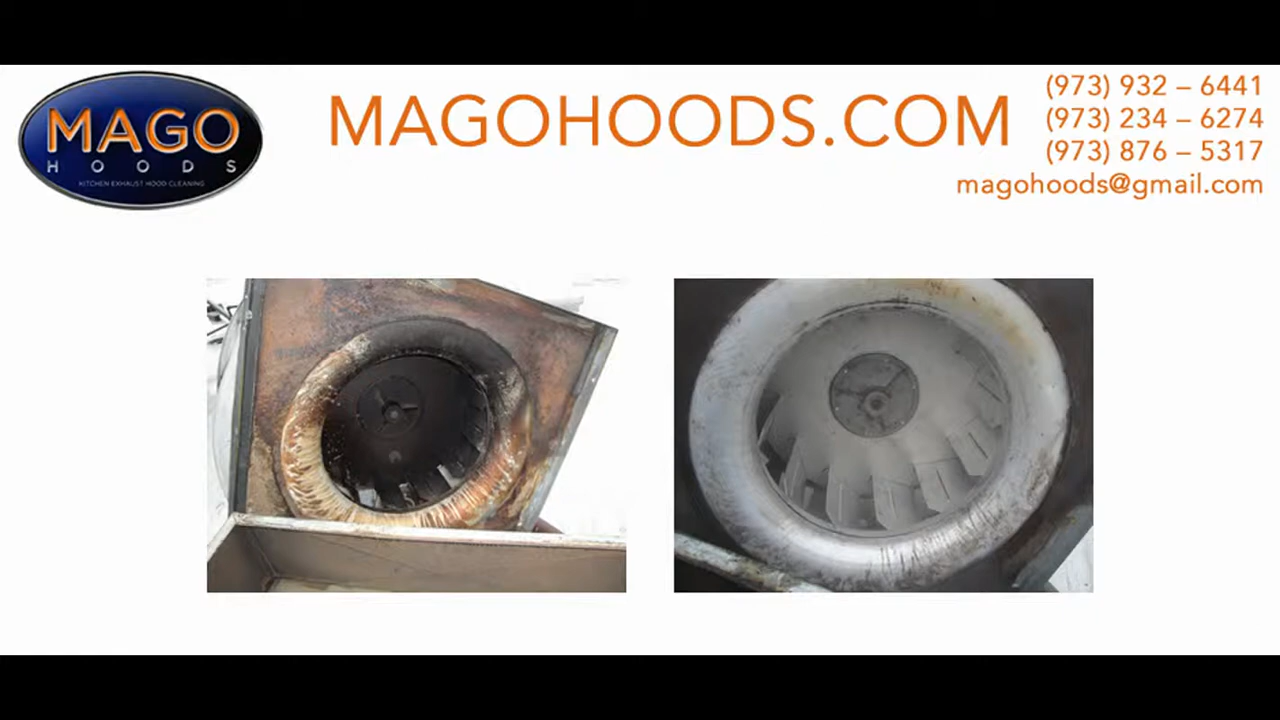 MAGO
HOODS
KITCHEN EXHAUST HOOD CLEANING
MAGOHOODS.COM
(973) 932 – 6441
(973) 234 – 6274
(973) 876 – 5317
magohoods@gmail.com